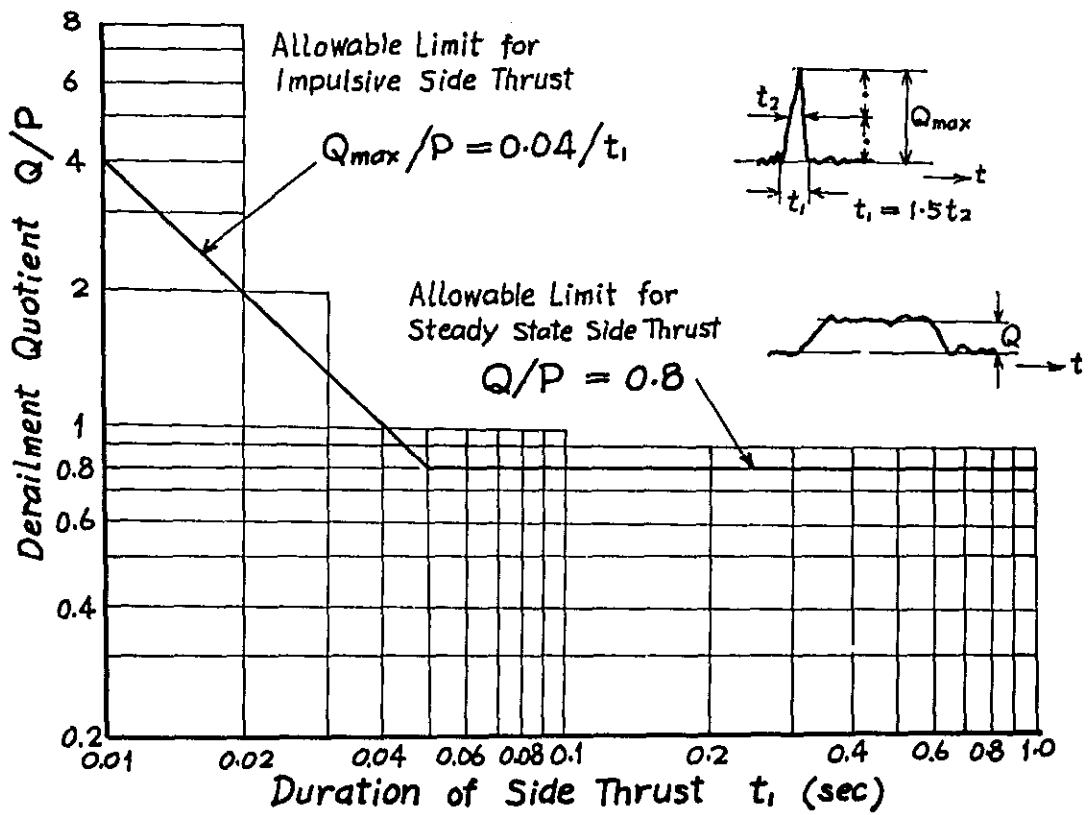 Allowable Limit for
Impulsive Side Thrust
Qmax/P = 0.04/t₁
t₂
Qmax
t
t₁
t₁ = 1.5t₂
Allowable Limit for
Steady State Side Thrust
Q/P = 0.8
Q
t
Derailment Quotient Q/P
8
6
4
2
1
0.8
0.6
0.4
0.2
0.01 0.02 0.04 0.06 0.08 0.1 0.2 0.4 0.6 0.8 1.0
Duration of Side Thrust t₁ (sec)